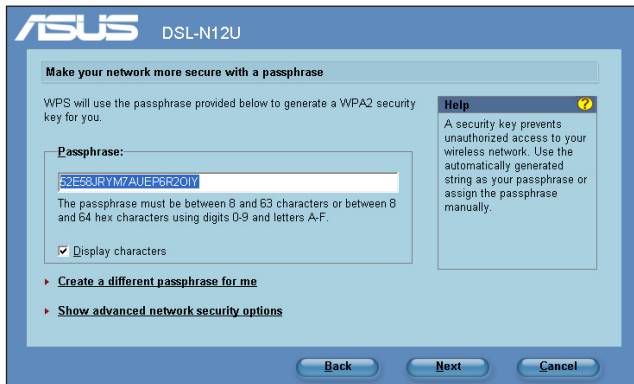 ASUS DSL-N12U
Make your network more secure with a passphrase
WPS will use the passphrase provided below to generate a WPA2 security
key for you.
Passphrase:
52E58JRYM7AUEP6R2OIY
The passphrase must be between 8 and 63 characters or between 8
and 64 hex characters using digits 0-9 and letters A-F.
Display characters
Create a different passphrase for me
Show advanced network security options
Help
A security key prevents
unauthorized access to your
wireless network. Use the
automatically generated
string as your passphrase or
assign the passphrase
manually.
Back Next Cancel